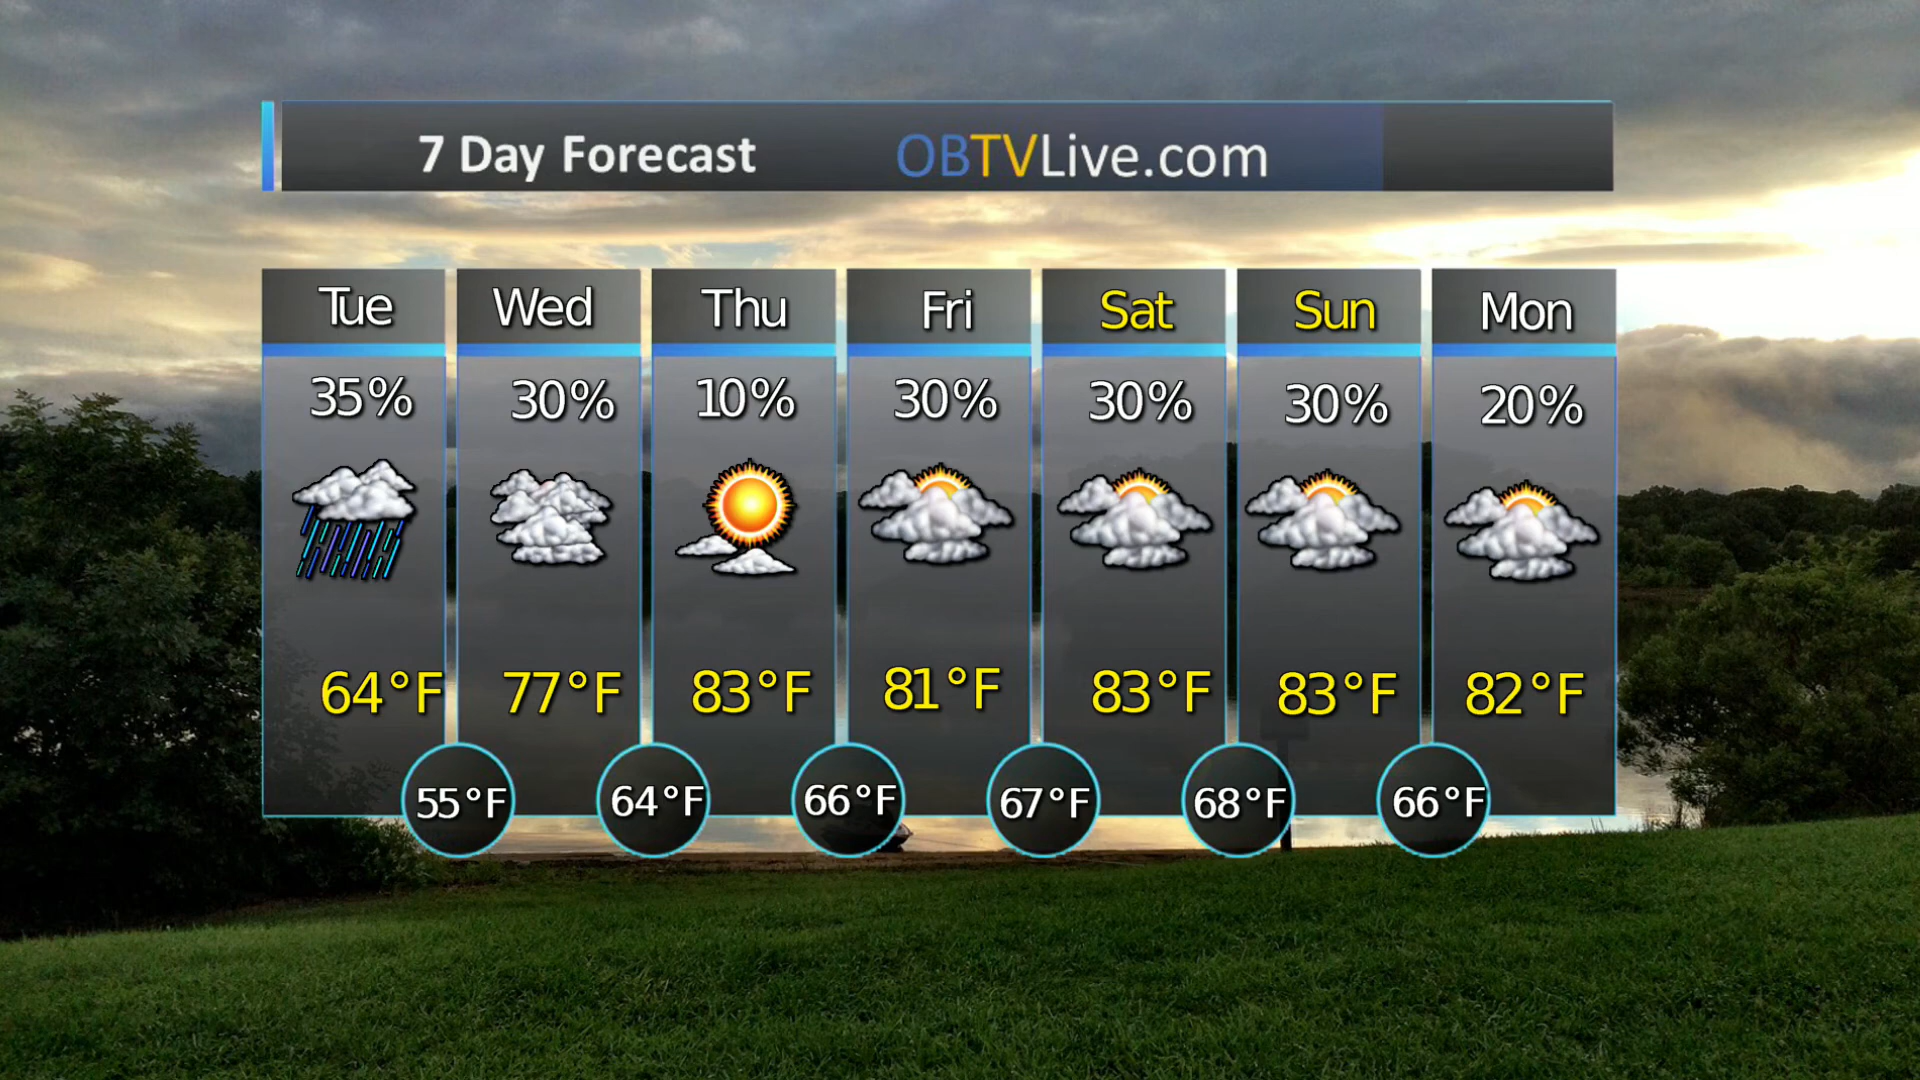 7 Day Forecast OBTVLive.com
Tue Wed Thu Fri Sat Sun Mon
35% 30% 10% 30% 30% 30% 20%
64°F 77°F 83°F 81°F 83°F 83°F 82°F
55°F 64°F 66°F 67°F 68°F 66°F